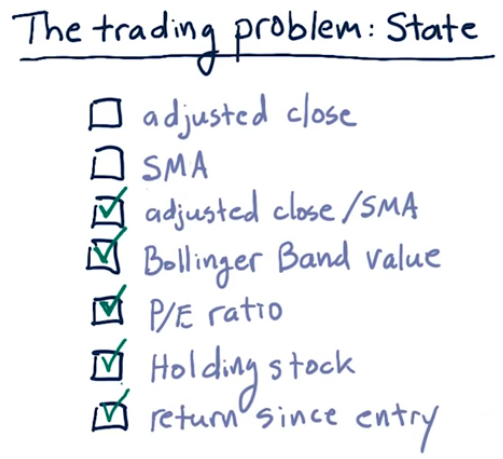 The trading problem: State
adjusted close
SMA
adjusted close/SMA
Bollinger Band value
P/E ratio
Holding stock
return since entry